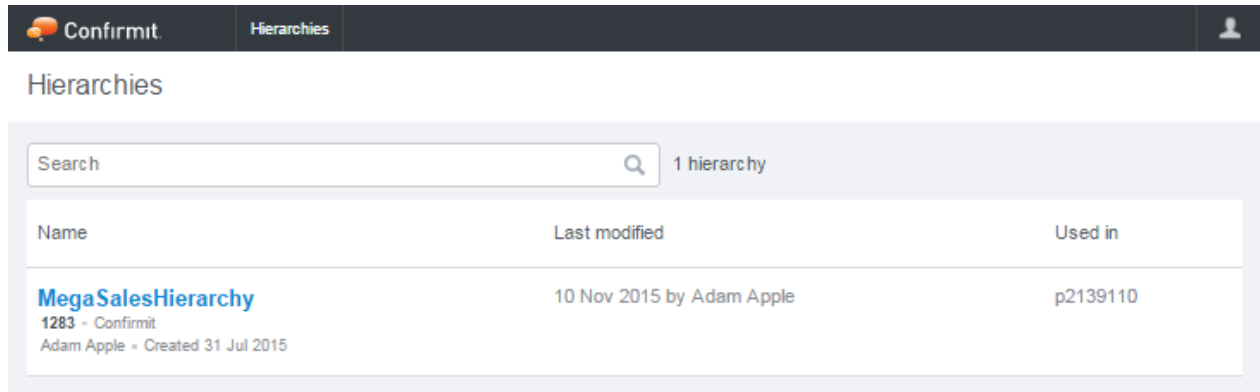 Confirmit. Hierarchies
Hierarchies
Search 1 hierarchy
Name Last modified Used in
MegaSalesHierarchy 10 Nov 2015 by Adam Apple p2139110
1283 • Confirmit
Adam Apple • Created 31 Jul 2015